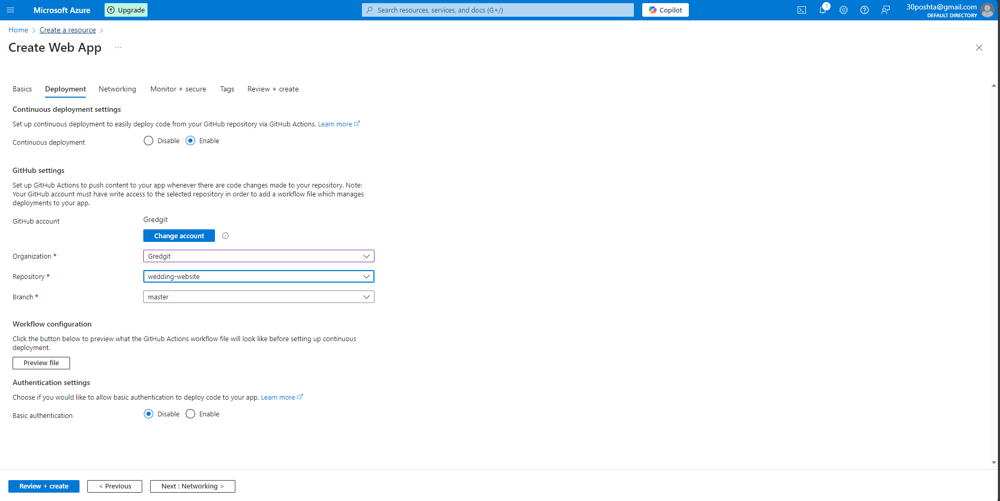 Microsoft Azure
Upgrade
Search resources, services, and docs (G+/)
Copilot
1
30poshta@gmail.com
DEFAULT DIRECTORY
Home > Create a resource >
Create Web App ...
Basics
Deployment
Networking
Monitor + secure
Tags
Review + create
Continuous deployment settings
Set up continuous deployment to easily deploy code from your GitHub repository via GitHub Actions. Learn more
Continuous deployment
Disable
Enable
GitHub settings
Set up GitHub Actions to push content to your app whenever there are code changes made to your repository. Note:
Your GitHub account must have write access to the selected repository in order to add a workflow file which manages
deployments to your app.
GitHub account
Gredgit
Change account
Organization *
Gredgit
Repository *
wedding-website
Branch *
master
Workflow configuration
Click the button below to preview what the GitHub Actions workflow file will look like before setting up continuous
deployment.
Preview file
Authentication settings
Choose if you would like to allow basic authentication to deploy code to your app. Learn more
Basic authentication
Disable
Enable
Review + create
< Previous
Next : Networking >